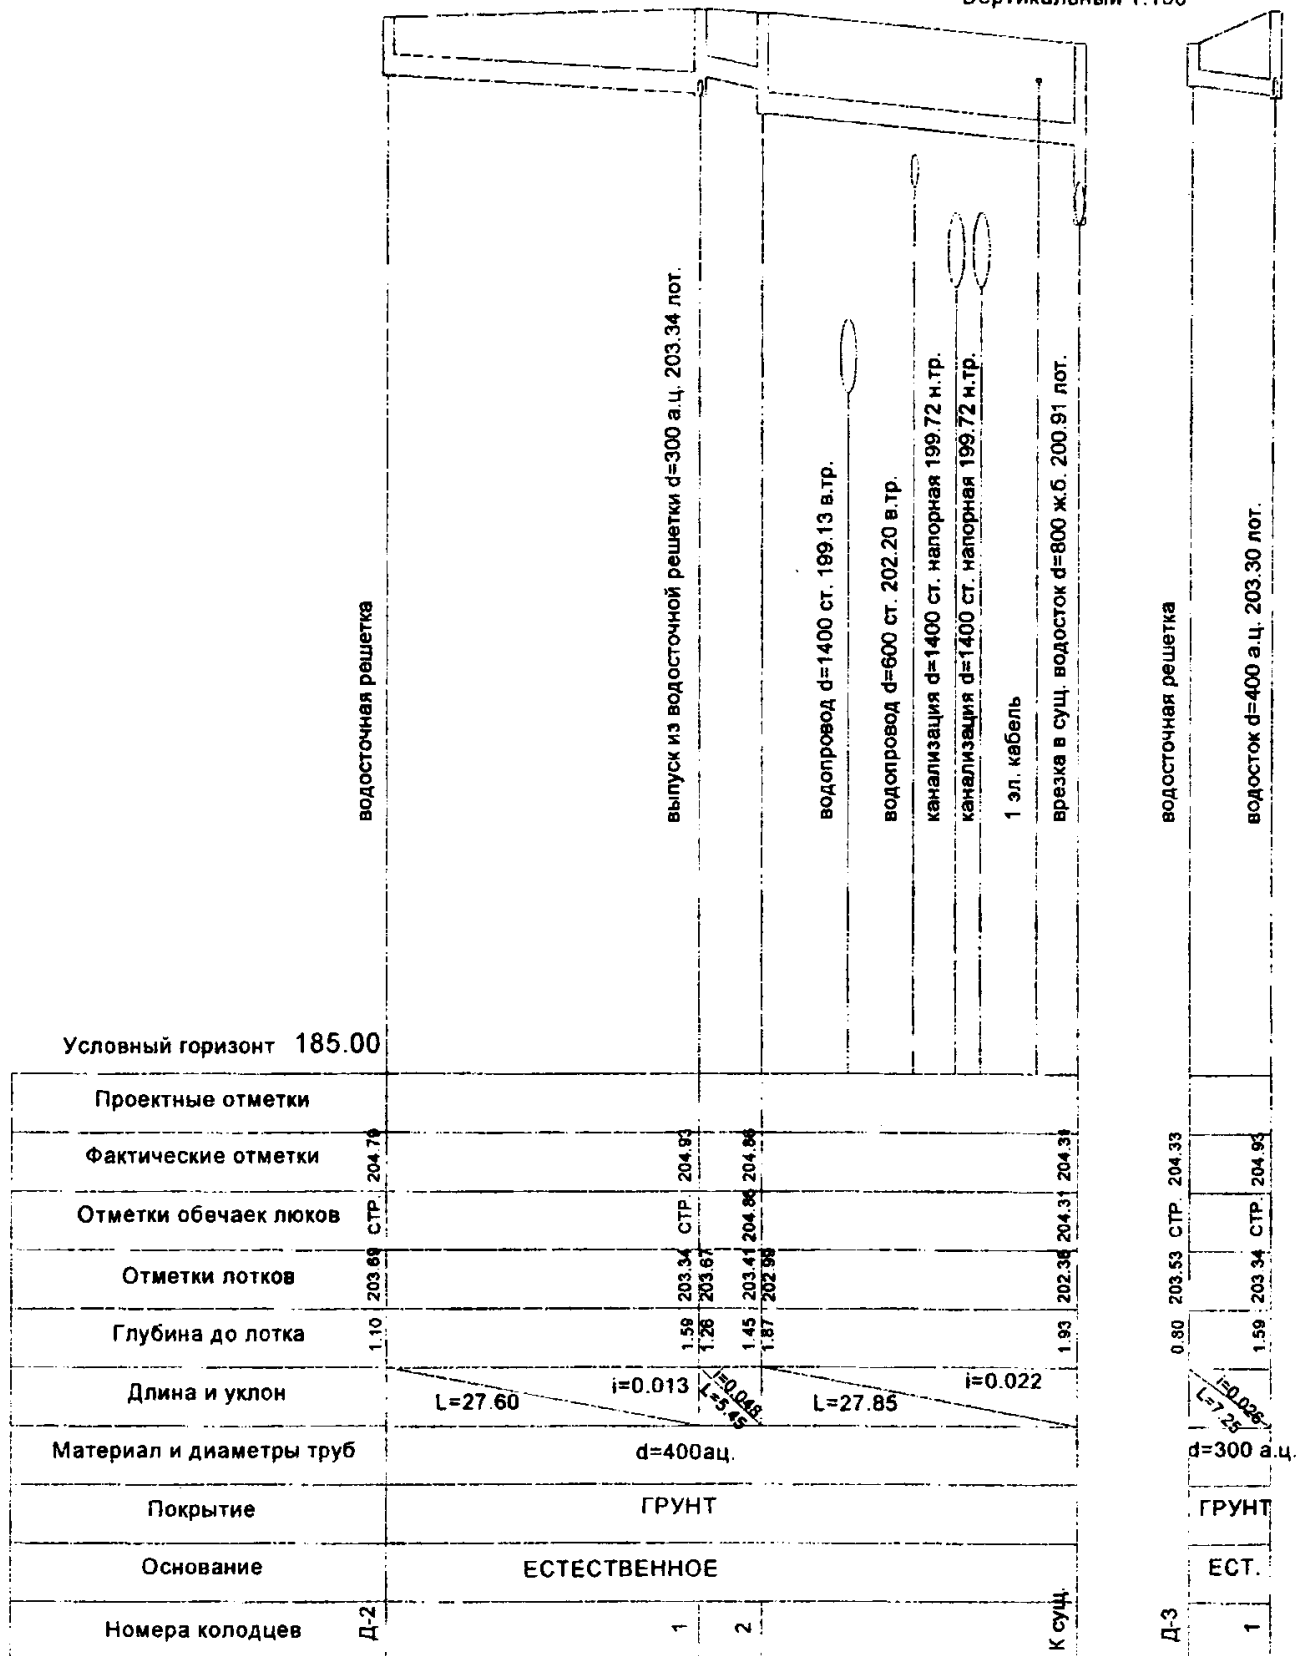 Вертикальный 1:100
водосточная решетка
выпуск из водосточной решетки d=300 а.ц. 203.34 лот.
водопровод d=1400 ст. 199.13 в.тр.
водопровод d=600 ст. 202.20 в.тр.
канализация d=1400 ст. напорная 199.72 н.тр.
канализация d=1400 ст. напорная 199.72 н.тр.
1 эл. кабель
врезка в сущ. водосток d=800 ж.б. 200.91 лот.
водосточная решетка
водосток d=400 а.ц. 203.30 лот.
Условный горизонт 185.00
Проектные отметки
Фактические отметки 204.79 204.93 204.86 204.31 204.33 204.93
Отметки обечаек люков СТР. СТР. 204.86 204.31 СТР. СТР.
Отметки лотков 203.69 203.34 203.67 203.41 202.99 202.38 203.53 203.34
Глубина до лотка 1.10 1.59 1.26 1.45 1.87 1.93 0.80 1.59
Длина и уклон L=27.60 i=0.013 i=0.048 L=5.45 L=27.85 i=0.022 i=0.026 L=7.25
Материал и диаметры труб d=400ац. d=300 а.ц.
Покрытие ГРУНТ ГРУНТ
Основание ЕСТЕСТВЕННОЕ ЕСТ.
Номера колодцев Д-2 1 2 К сущ. Д-3 1